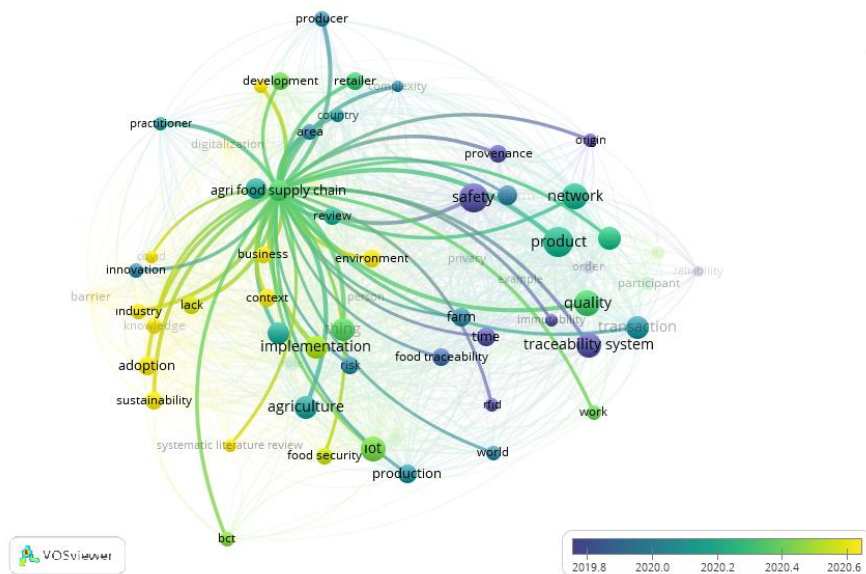 producer
development
retailer
complexity
country
practitioner
area
digitalization
origin
provenance
agri food supply chain
safety
network
review
product
business
environment
privacy
order
innovation
example
participant
reliability
barrier
context
person
industry
lack
quality
knowledge
farm
immutability
transaction
thing
implementation
time
traceability system
risk
food traceability
adoption
sustainability
agriculture
rfid
work
systematic literature review
food security
iot
world
production
bct
VOSviewer
2019.8 2020.0 2020.2 2020.4 2020.6